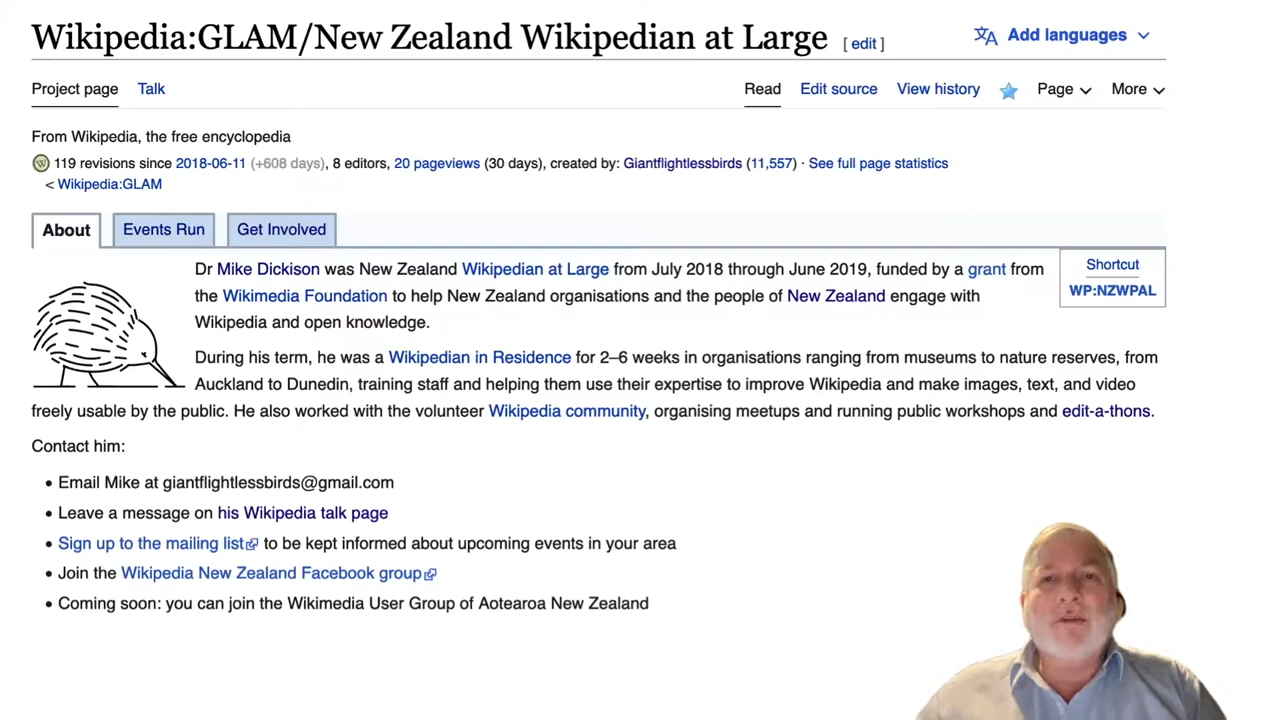 Wikipedia:GLAM/New Zealand Wikipedian at Large [ edit ]
Add languages
Project page Talk Read Edit source View history Page More
From Wikipedia, the free encyclopedia
119 revisions since 2018-06-11 (+608 days), 8 editors, 20 pageviews (30 days), created by: Giantflightlessbirds (11,557) · See full page statistics
< Wikipedia:GLAM
About Events Run Get Involved
Dr Mike Dickison was New Zealand Wikipedian at Large from July 2018 through June 2019, funded by a grant from
the Wikimedia Foundation to help New Zealand organisations and the people of New Zealand engage with
Wikipedia and open knowledge.
Shortcut
WP:NZWPAL
During his term, he was a Wikipedian in Residence for 2–6 weeks in organisations ranging from museums to nature reserves, from
Auckland to Dunedin, training staff and helping them use their expertise to improve Wikipedia and make images, text, and video
freely usable by the public. He also worked with the volunteer Wikipedia community, organising meetups and running public workshops and edit-a-thons.
Contact him:
• Email Mike at giantflightlessbirds@gmail.com
• Leave a message on his Wikipedia talk page
• Sign up to the mailing list to be kept informed about upcoming events in your area
• Join the Wikipedia New Zealand Facebook group
• Coming soon: you can join the Wikimedia User Group of Aotearoa New Zealand